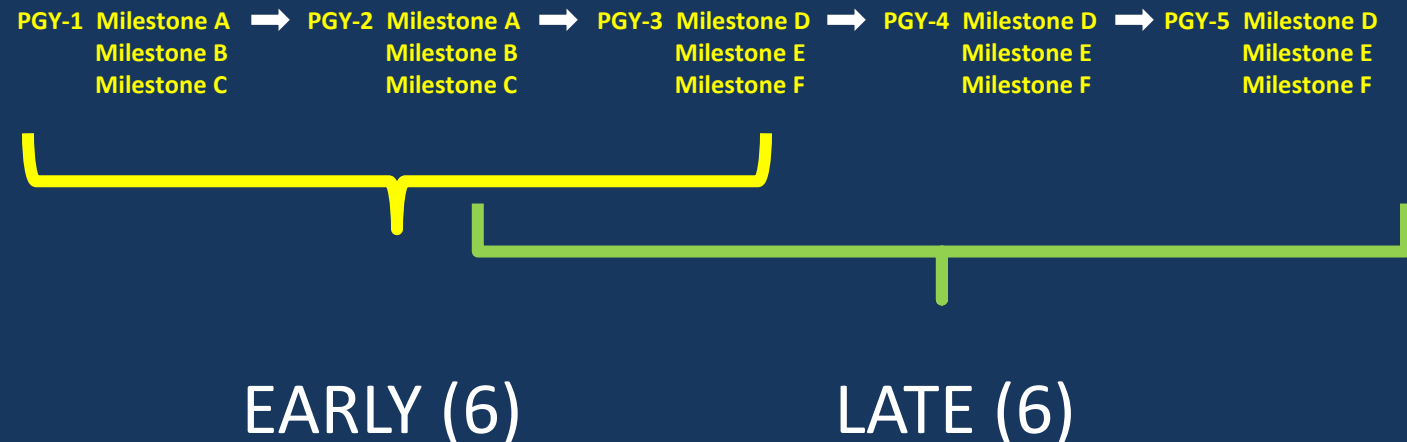 PGY-1 Milestone A PGY-2 Milestone A PGY-3 Milestone D PGY-4 Milestone D PGY-5 Milestone D
Milestone B Milestone B Milestone E Milestone E Milestone E
Milestone C Milestone C Milestone F Milestone F Milestone F
EARLY (6) LATE (6)